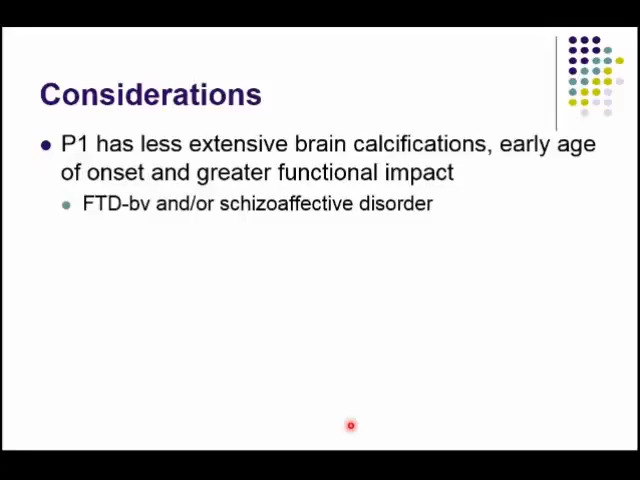 Considerations
P1 has less extensive brain calcifications, early age
of onset and greater functional impact
FTD-bv and/or schizoaffective disorder